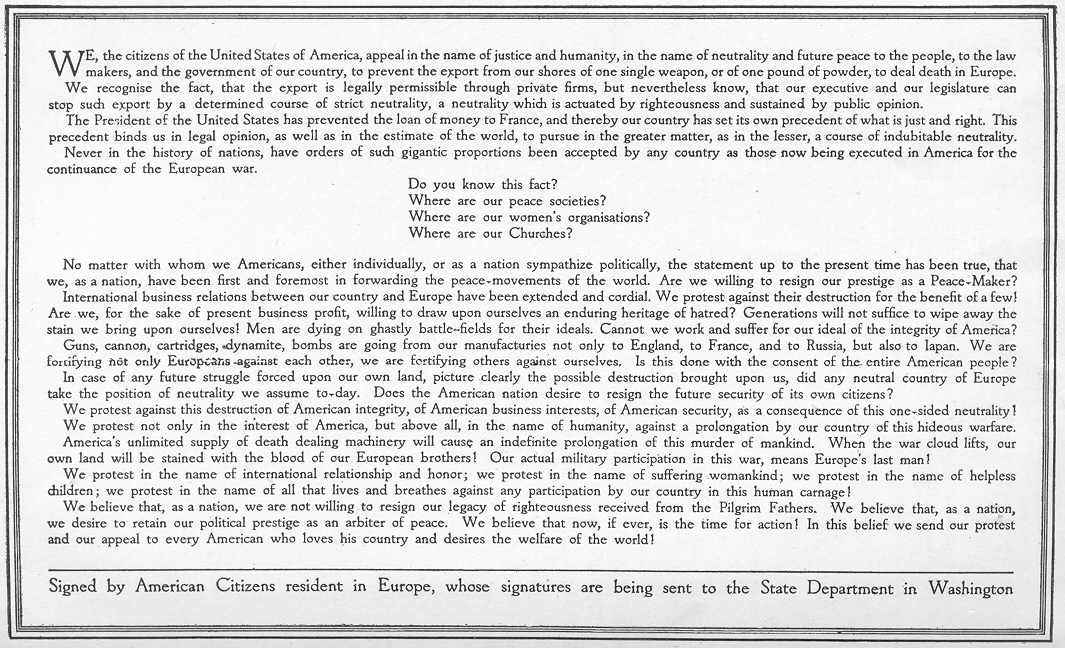 WE, the citizens of the United States of America, appeal in the name of justice and humanity, in the name of neutrality and future peace to the people, to the law
makers, and the government of our country, to prevent the export from our shores of one single weapon, or of one pound of powder, to deal death in Europe.
We recognise the fact, that the export is legally permissible through private firms, but nevertheless know, that our executive and our legislature can
stop such export by a determined course of strict neutrality, a neutrality which is actuated by righteousness and sustained by public opinion.
The President of the United States has prevented the loan of money to France, and thereby our country has set its own precedent of what is just and right. This
precedent binds us in legal opinion, as well as in the estimate of the world, to pursue in the greater matter, as in the lesser, a course of indubitable neutrality.
Never in the history of nations, have orders of such gigantic proportions been accepted by any country as those now being executed in America for the
continuance of the European war.
Do you know this fact?
Where are our peace societies?
Where are our women's organisations?
Where are our Churches?
No matter with whom we Americans, either individually, or as a nation sympathize politically, the statement up to the present time has been true, that
we, as a nation, have been first and foremost in forwarding the peace-movements of the world. Are we willing to resign our prestige as a Peace-Maker?
International business relations between our country and Europe have been extended and cordial. We protest against their destruction for the benefit of a few!
Are we, for the sake of present business profit, willing to draw upon ourselves an enduring heritage of hatred? Generations will not suffice to wipe away the
stain we bring upon ourselves! Men are dying on ghastly battle-fields for their ideals. Cannot we work and suffer for our ideal of the integrity of America?
Guns, cannon, cartridges, dynamite, bombs are going from our manufacturies not only to England, to France, and to Russia, but also to Iapan. We are
fortifying not only Europeans against each other, we are fortifying others against ourselves. Is this done with the consent of the entire American people?
In case of any future struggle forced upon our own land, picture clearly the possible destruction brought upon us, did any neutral country of Europe
take the position of neutrality we assume to-day. Does the American nation desire to resign the future security of its own citizens?
We protest against this destruction of American integrity, of American business interests, of American security, as a consequence of this one-sided neutrality!
We protest not only in the interest of America, but above all, in the name of humanity, against a prolongation by our country of this hideous warfare.
America's unlimited supply of death dealing machinery will cause an indefinite prolongation of this murder of mankind. When the war cloud lifts, our
own land will be stained with the blood of our European brothers! Our actual military participation in this war, means Europe's last man!
We protest in the name of international relationship and honor; we protest in the name of suffering womankind; we protest in the name of helpless
children; we protest in the name of all that lives and breathes against any participation by our country in this human carnage!
We believe that, as a nation, we are not willing to resign our legacy of righteousness received from the Pilgrim Fathers. We believe that, as a nation,
we desire to retain our political prestige as an arbiter of peace. We believe that now, if ever, is the time for action! In this belief we send our protest
and our appeal to every American who loves his country and desires the welfare of the world!
Signed by American Citizens resident in Europe, whose signatures are being sent to the State Department in Washington